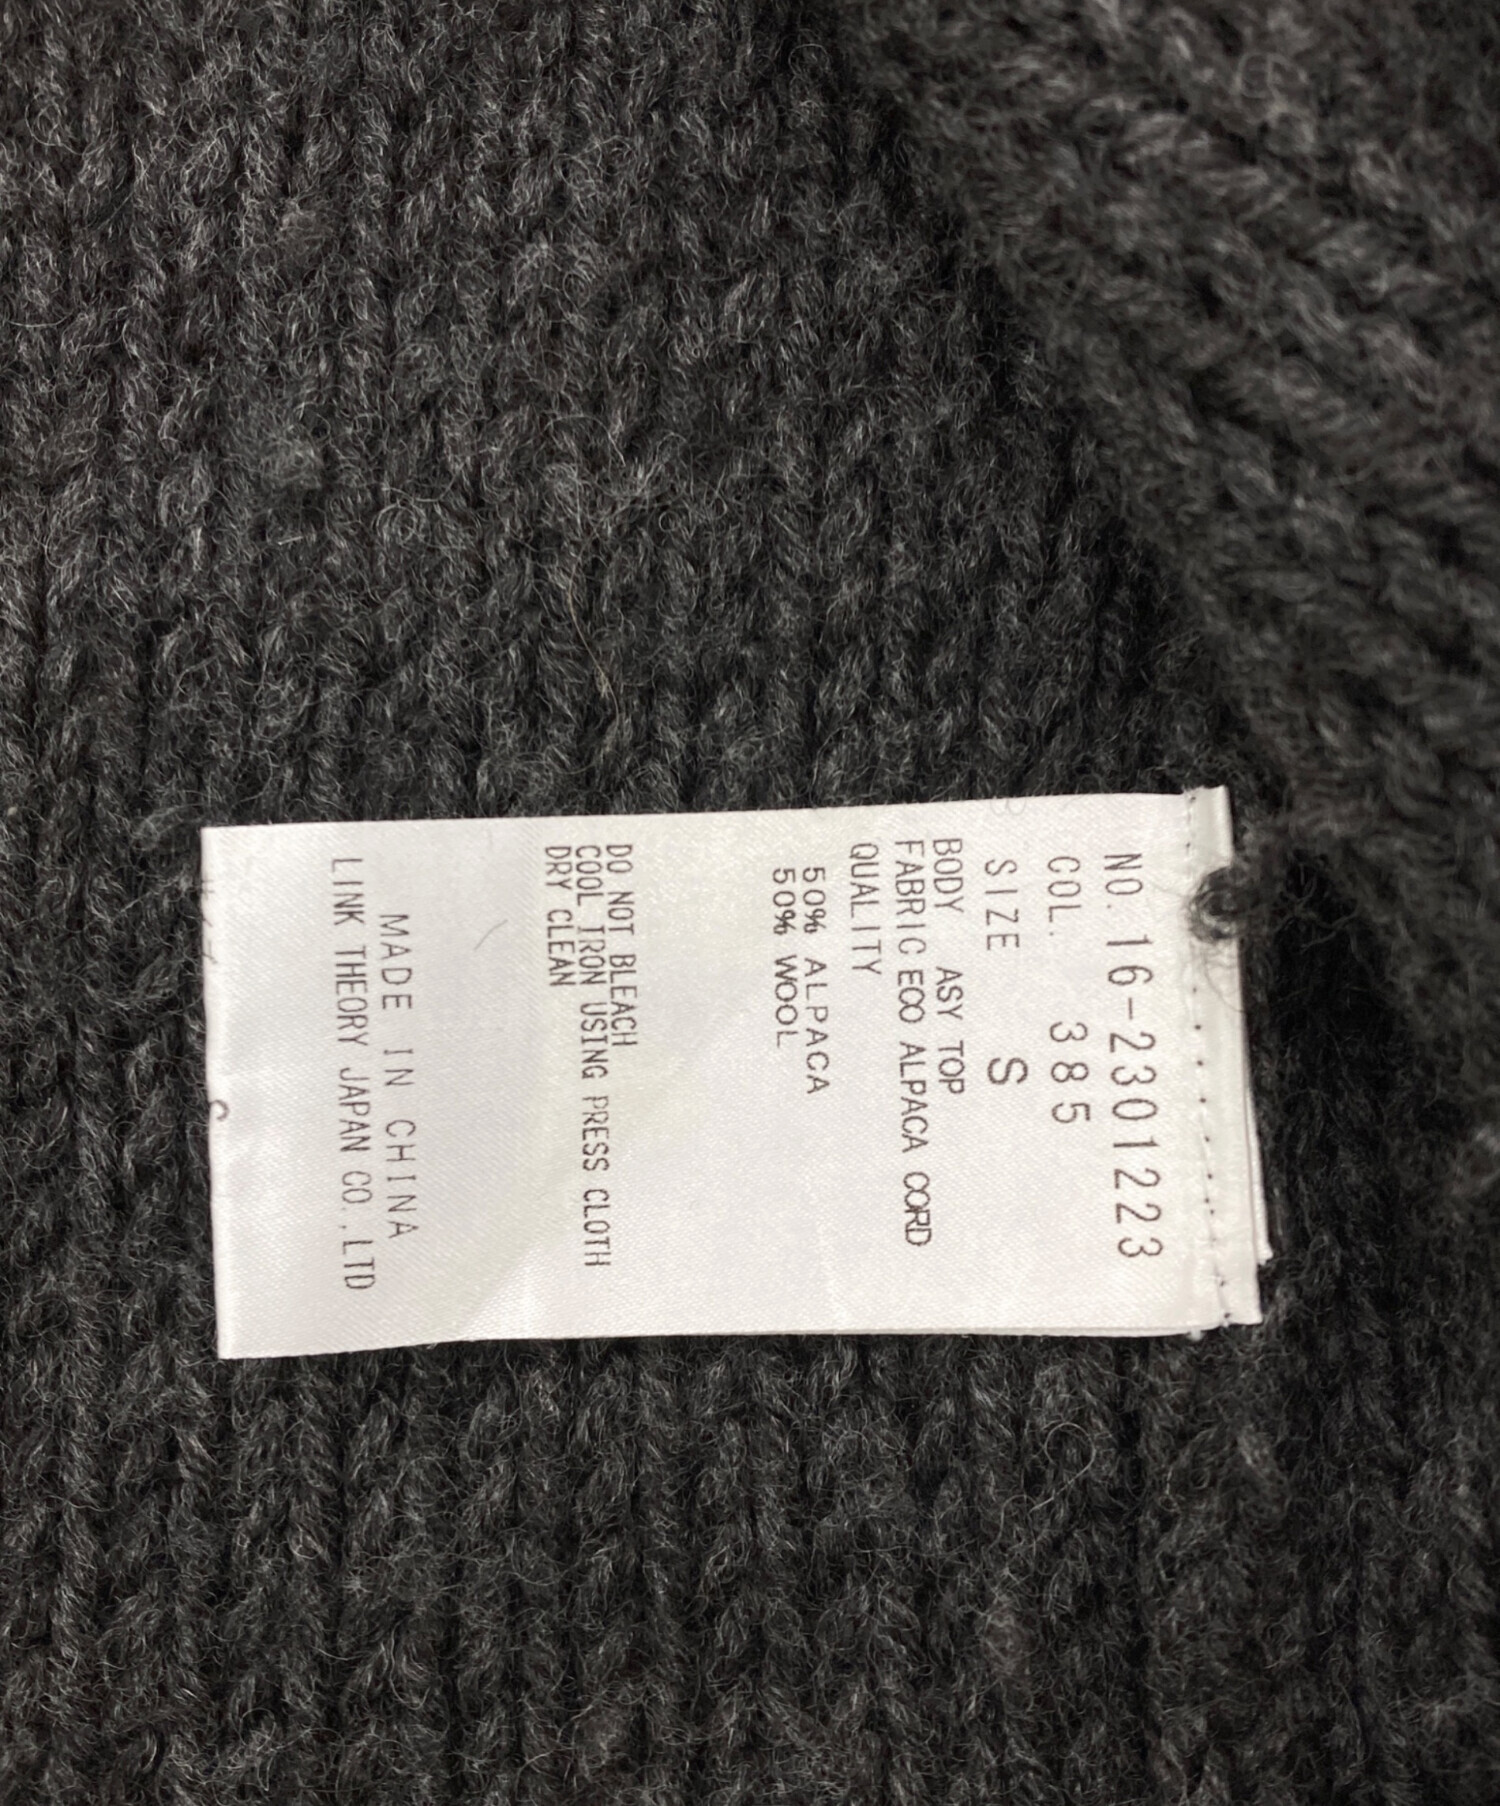 NO. 16-2301223
COL. 385
SIZE S
BODY ASY TOP
FABRIC ECO ALPACA CORD
QUALITY
50% ALPACA
50% WOOL
DO NOT BLEACH
COOL IRON USING PRESS CLOTH
DRY CLEAN
MADE IN CHINA
LINK THEORY JAPAN CO.,LTD